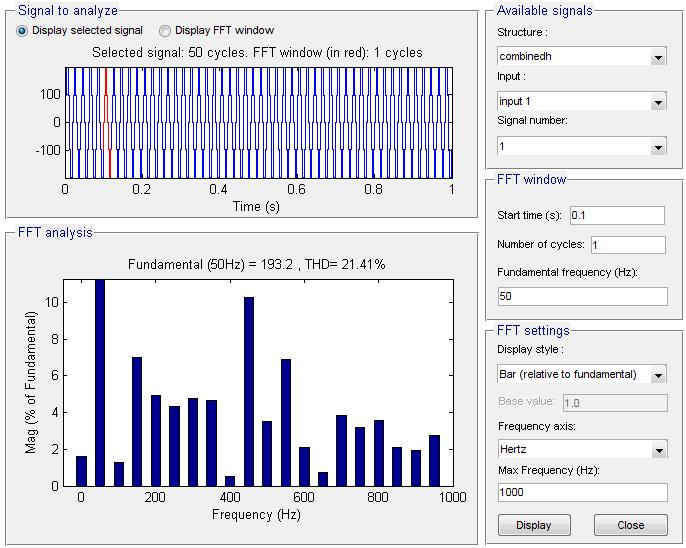 Signal to analyze
Display selected signal Display FFT window
Selected signal: 50 cycles. FFT window (in red): 1 cycles
100
0
-100
0 0.2 0.4 0.6 0.8 1
Time (s)
FFT analysis
Fundamental (50Hz) = 193.2 , THD= 21.41%
Mag (% of Fundamental)
10
8
6
4
2
0
0 200 400 600 800 1000
Frequency (Hz)
Available signals
Structure :
combinedh
Input :
input 1
Signal number:
1
FFT window
Start time (s): 0.1
Number of cycles: 1
Fundamental frequency (Hz):
50
FFT settings
Display style :
Bar (relative to fundamental)
Base value: 1.0
Frequency axis:
Hertz
Max Frequency (Hz):
1000
Display Close